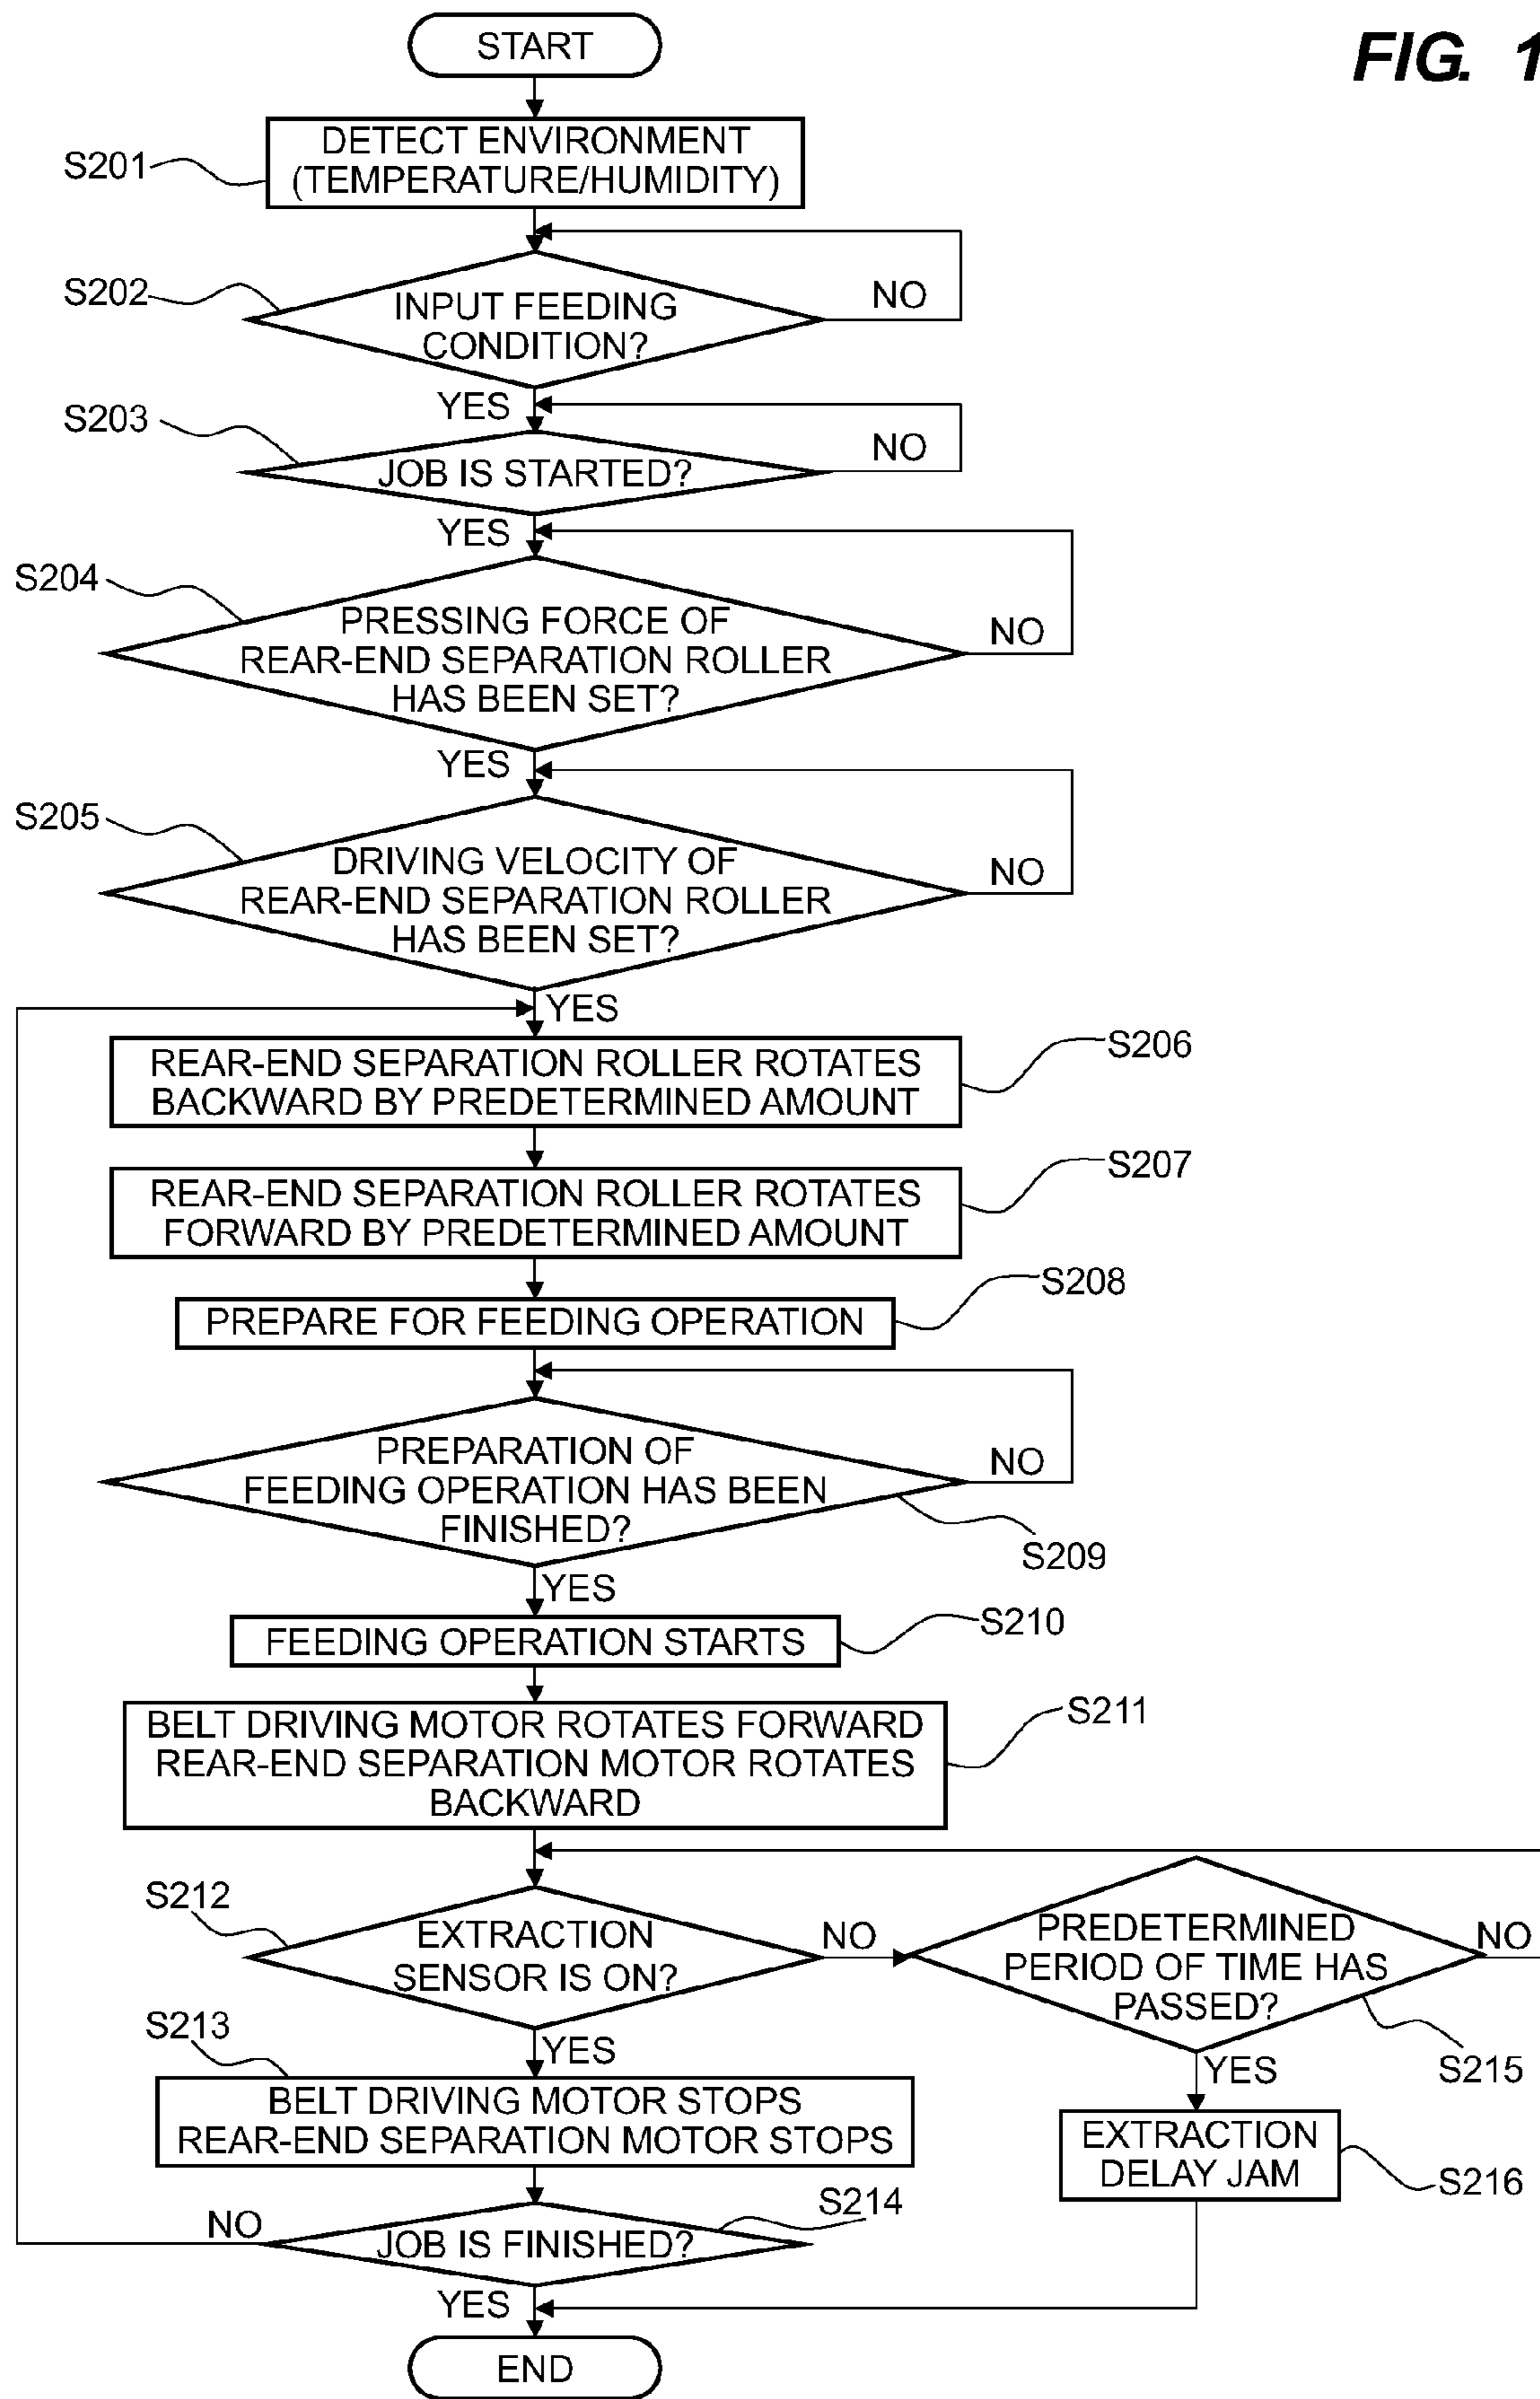 FIG. 1
START
S201
DETECT ENVIRONMENT
(TEMPERATURE/HUMIDITY)
S202
INPUT FEEDING
CONDITION?
NO
YES
S203
JOB IS STARTED?
NO
YES
S204
PRESSING FORCE OF
REAR-END SEPARATION ROLLER
HAS BEEN SET?
NO
YES
S205
DRIVING VELOCITY OF
REAR-END SEPARATION ROLLER
HAS BEEN SET?
NO
YES
S206
REAR-END SEPARATION ROLLER ROTATES
BACKWARD BY PREDETERMINED AMOUNT
S207
REAR-END SEPARATION ROLLER ROTATES
FORWARD BY PREDETERMINED AMOUNT
S208
PREPARE FOR FEEDING OPERATION
PREPARATION OF
FEEDING OPERATION HAS BEEN
FINISHED?
NO
S209
YES
S210
FEEDING OPERATION STARTS
S211
BELT DRIVING MOTOR ROTATES FORWARD
REAR-END SEPARATION MOTOR ROTATES
BACKWARD
S212
EXTRACTION
SENSOR IS ON?
NO
PREDETERMINED
PERIOD OF TIME HAS
PASSED?
NO
S215
YES
S213
BELT DRIVING MOTOR STOPS
REAR-END SEPARATION MOTOR STOPS
YES
EXTRACTION
DELAY JAM
S216
S214
JOB IS FINISHED?
NO
YES
END